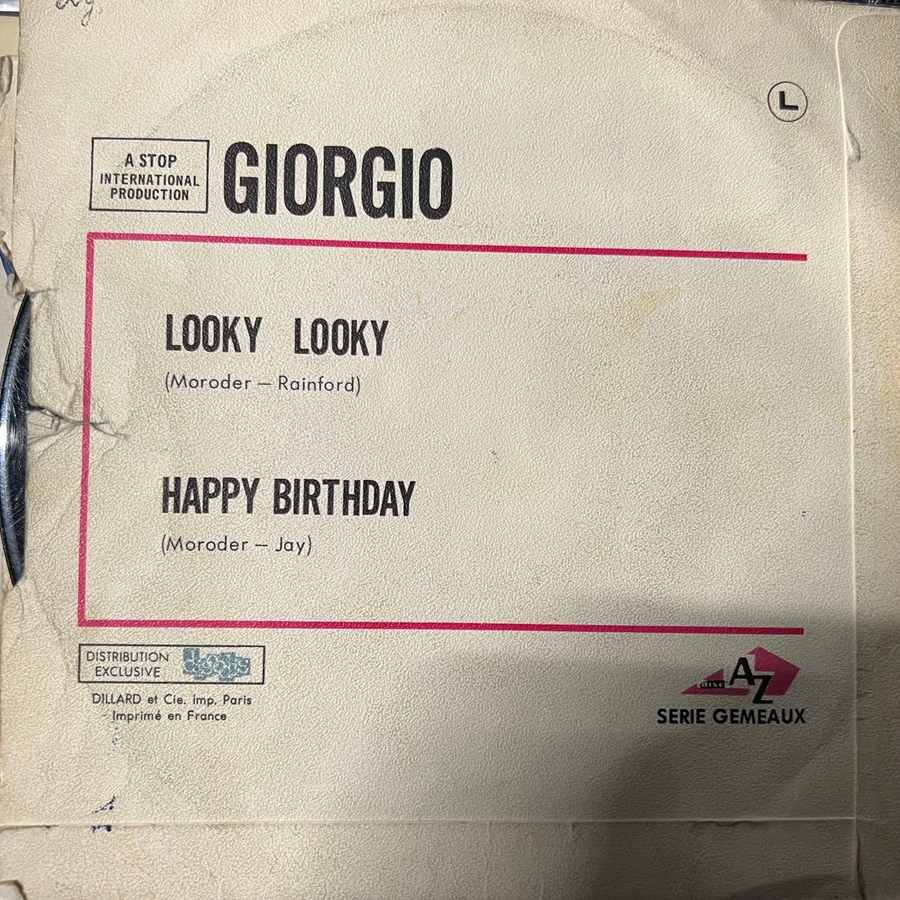 L
A STOP
INTERNATIONAL
PRODUCTION
GIORGIO
LOOKY LOOKY
(Moroder — Rainford)
HAPPY BIRTHDAY
(Moroder — Jay)
DISTRIBUTION
EXCLUSIVE
DILLARD et Cie. imp. Paris
Imprimé en France
DISC AZ
SERIE GEMEAUX